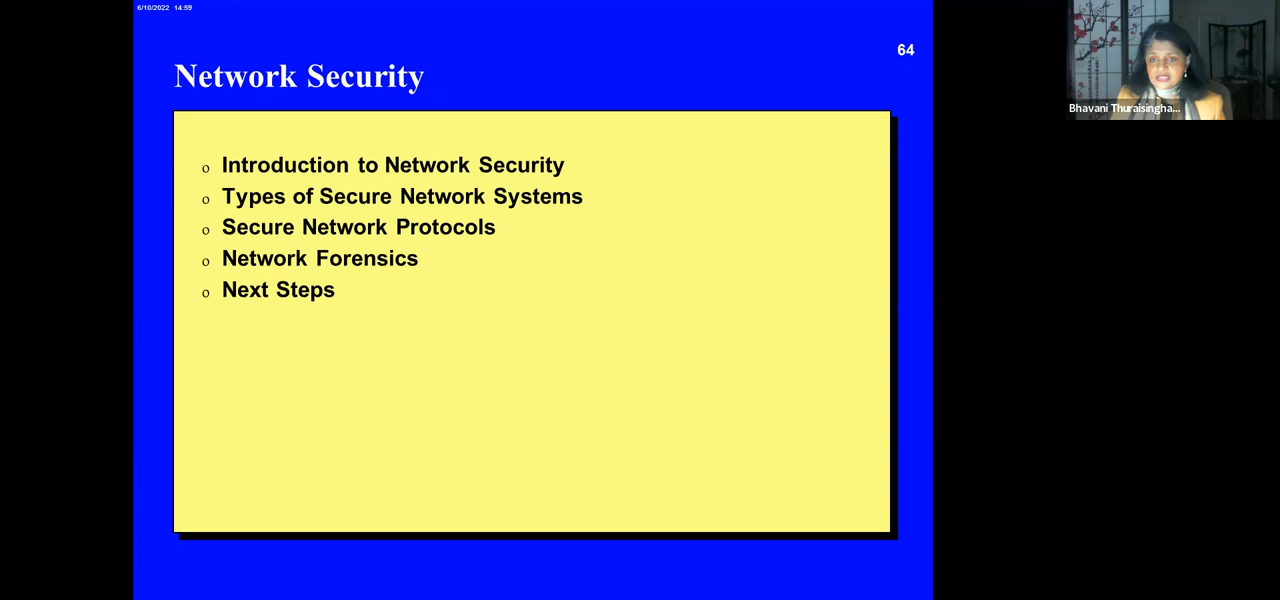 6/10/2022 14:59
64
Network Security
o Introduction to Network Security
o Types of Secure Network Systems
o Secure Network Protocols
o Network Forensics
o Next Steps
Bhavani Thuraisingha...